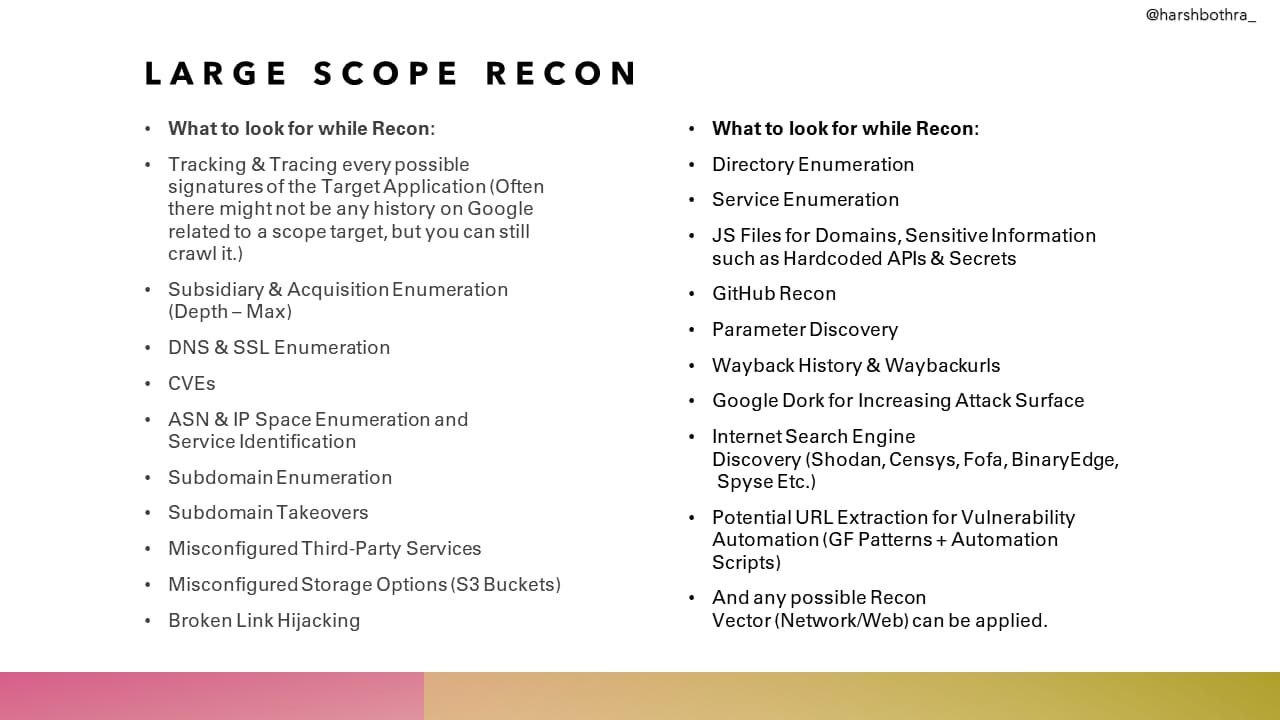 @harshbothra_
LARGE SCOPE RECON
• What to look for while Recon:
• Tracking & Tracing every possible
signatures of the Target Application (Often
there might not be any history on Google
related to a scope target, but you can still
crawl it.)
• Subsidiary & Acquisition Enumeration
(Depth – Max)
• DNS & SSL Enumeration
• CVEs
• ASN & IP Space Enumeration and
Service Identification
• Subdomain Enumeration
• Subdomain Takeovers
• Misconfigured Third-Party Services
• Misconfigured Storage Options (S3 Buckets)
• Broken Link Hijacking
• What to look for while Recon:
• Directory Enumeration
• Service Enumeration
• JS Files for Domains, Sensitive Information
such as Hardcoded APIs & Secrets
• GitHub Recon
• Parameter Discovery
• Wayback History & Waybackurls
• Google Dork for Increasing Attack Surface
• Internet Search Engine
Discovery (Shodan, Censys, Fofa, BinaryEdge,
Spyse Etc.)
• Potential URL Extraction for Vulnerability
Automation (GF Patterns + Automation
Scripts)
• And any possible Recon
Vector (Network/Web) can be applied.